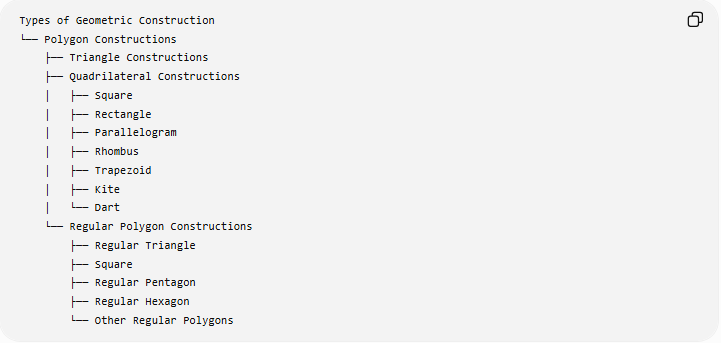 Types of Geometric Construction
└── Polygon Constructions
    ├── Triangle Constructions
    ├── Quadrilateral Constructions
    │   ├── Square
    │   ├── Rectangle
    │   ├── Parallelogram
    │   ├── Rhombus
    │   ├── Trapezoid
    │   ├── Kite
    │   └── Dart
    └── Regular Polygon Constructions
        ├── Regular Triangle
        ├── Square
        ├── Regular Pentagon
        ├── Regular Hexagon
        └── Other Regular Polygons